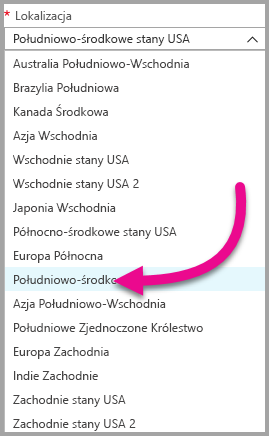 * Lokalizacja
Południowo-środkowe stany USA
Australia Południowo-Wschodnia
Brazylia Południowa
Kanada Środkowa
Azja Wschodnia
Wschodnie stany USA
Wschodnie stany USA 2
Japonia Wschodnia
Północno-środkowe stany USA
Europa Północna
Południowo-środko
Azja Południowo-Wschodnia
Południowe Zjednoczone Królestwo
Europa Zachodnia
Indie Zachodnie
Zachodnie stany USA
Zachodnie stany USA 2